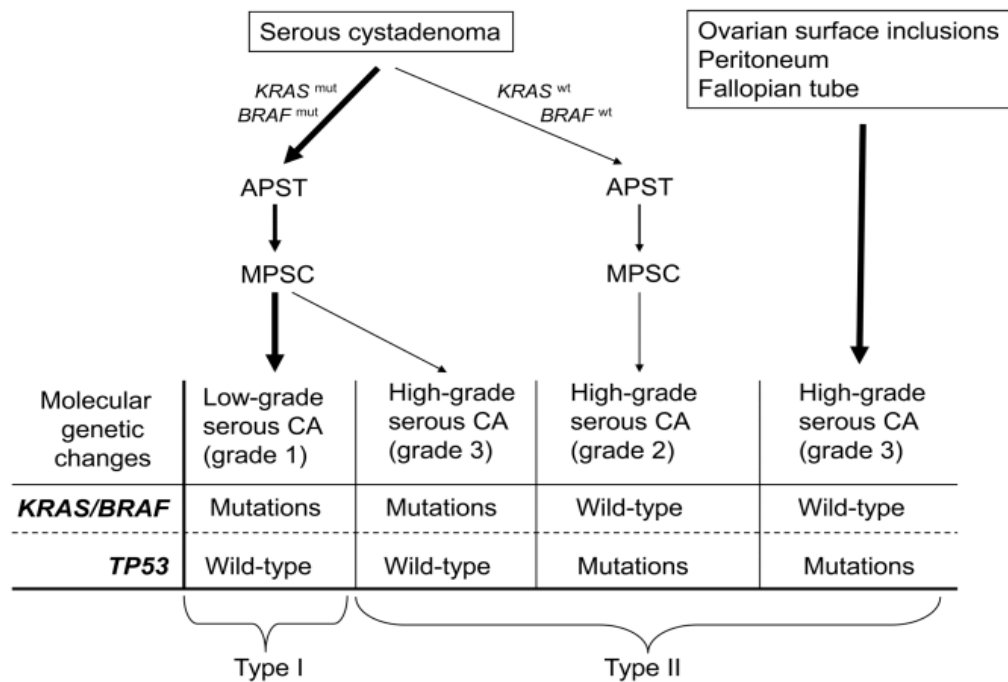 Serous cystadenoma
Ovarian surface inclusions
Peritoneum
Fallopian tube
KRAS mut
BRAF mut
KRAS wt
BRAF wt
APST
APST
MPSC
MPSC
Molecular
genetic
changes
Low-grade
serous CA
(grade 1)
High-grade
serous CA
(grade 3)
High-grade
serous CA
(grade 2)
High-grade
serous CA
(grade 3)
KRAS/BRAF Mutations Mutations Wild-type Wild-type
TP53 Wild-type Wild-type Mutations Mutations
Type I Type II